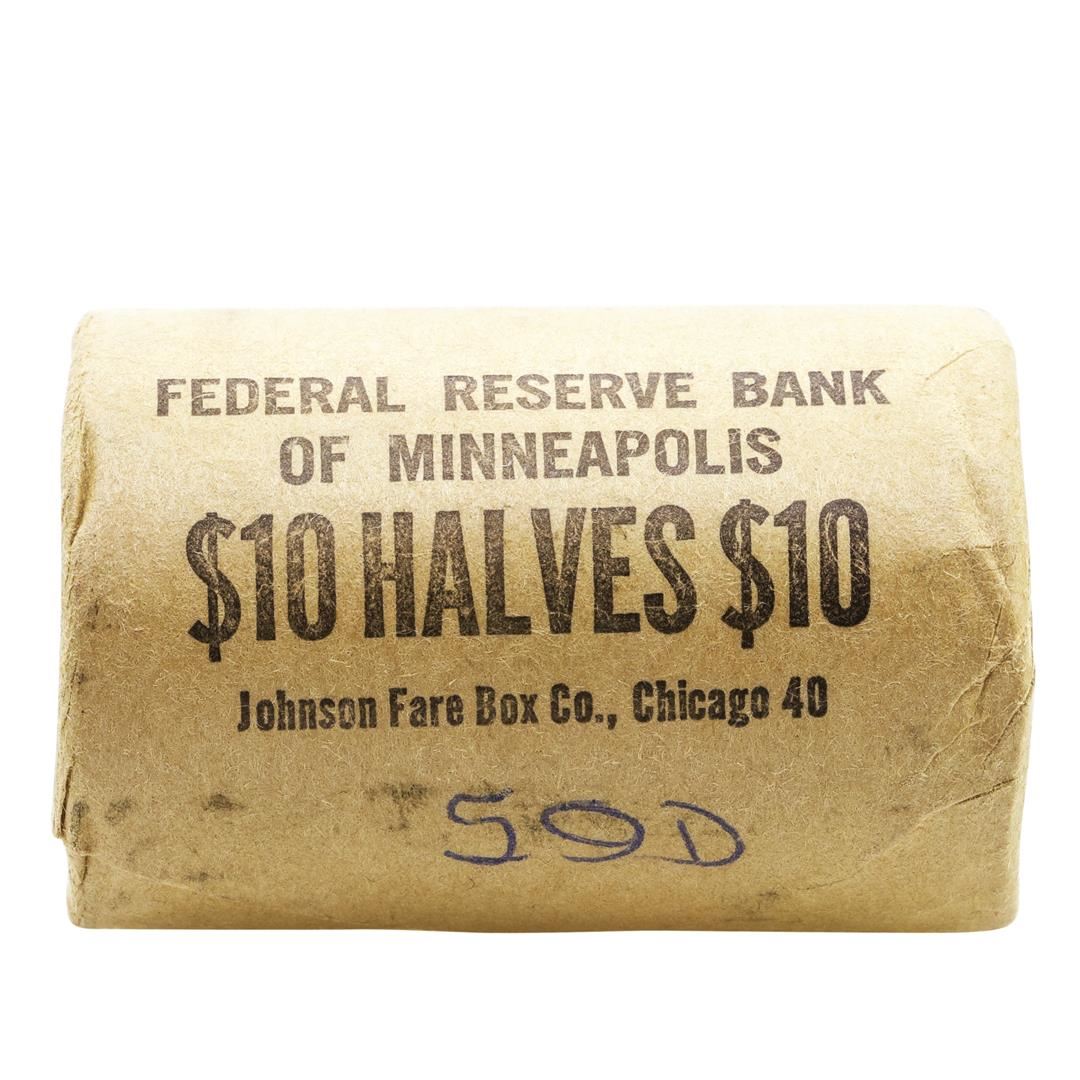 FEDERAL RESERVE BANK
OF MINNEAPOLIS
$10 HALVES $10
Johnson Fare Box Co., Chicago 40
59D